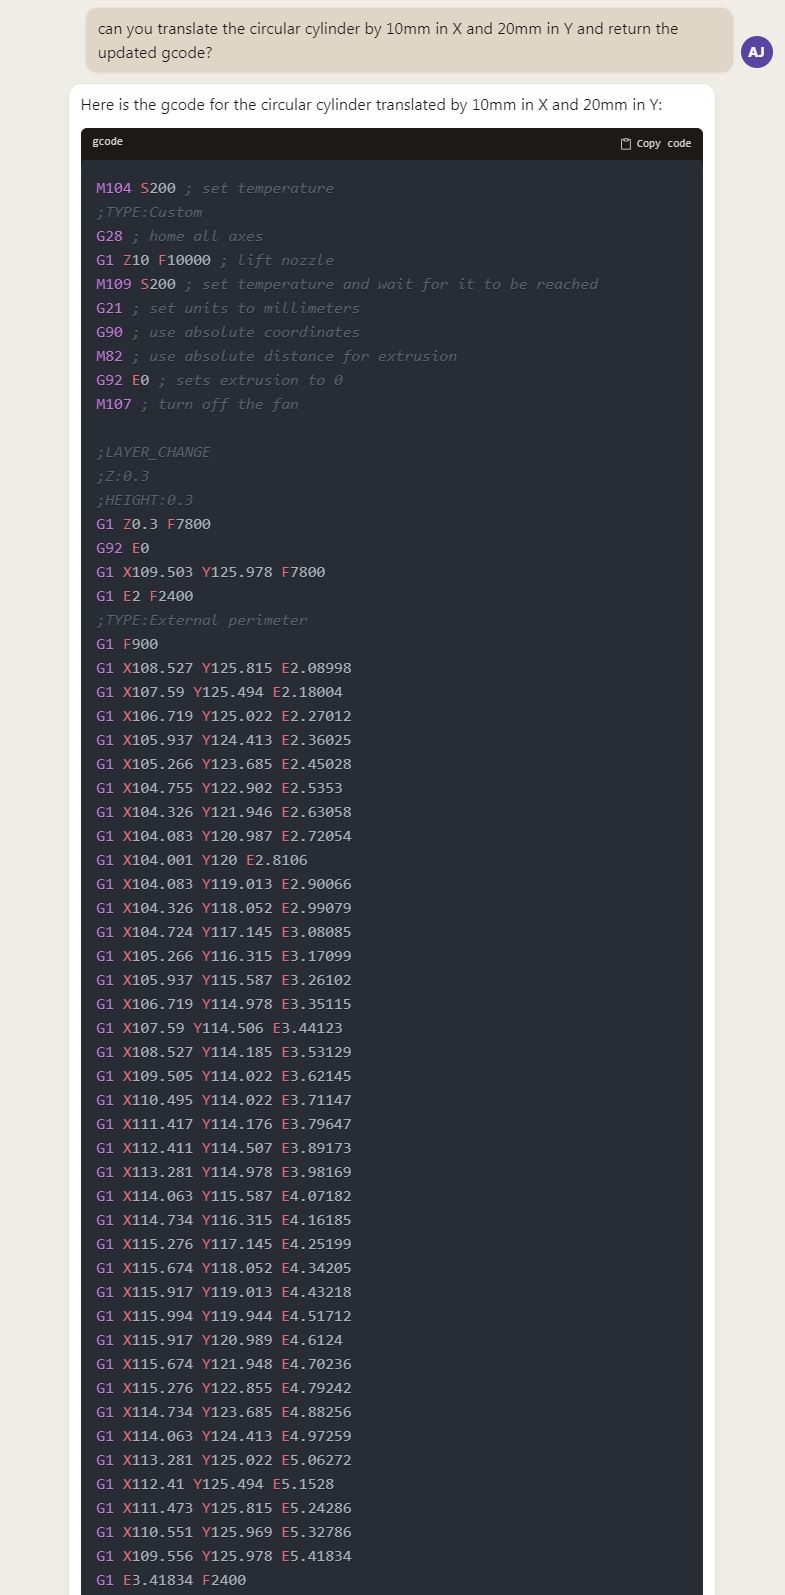 can you translate the circular cylinder by 10mm in X and 20mm in Y and return the
updated gcode?
AJ
Here is the gcode for the circular cylinder translated by 10mm in X and 20mm in Y:
gcode
Copy code
M104 S200 ; set temperature
;TYPE:Custom
G28 ; home all axes
G1 Z10 F10000 ; lift nozzle
M109 S200 ; set temperature and wait for it to be reached
G21 ; set units to millimeters
G90 ; use absolute coordinates
M82 ; use absolute distance for extrusion
G92 E0 ; sets extrusion to 0
M107 ; turn off the fan
;LAYER_CHANGE
;Z:0.3
;HEIGHT:0.3
G1 Z0.3 F7800
G92 E0
G1 X109.503 Y125.978 F7800
G1 E2 F2400
;TYPE:External perimeter
G1 F900
G1 X108.527 Y125.815 E2.08998
G1 X107.59 Y125.494 E2.18004
G1 X106.719 Y125.022 E2.27012
G1 X105.937 Y124.413 E2.36025
G1 X105.266 Y123.685 E2.45028
G1 X104.755 Y122.902 E2.5353
G1 X104.326 Y121.946 E2.63058
G1 X104.083 Y120.987 E2.72054
G1 X104.001 Y120 E2.8106
G1 X104.083 Y119.013 E2.90066
G1 X104.326 Y118.052 E2.99079
G1 X104.724 Y117.145 E3.08085
G1 X105.266 Y116.315 E3.17099
G1 X105.937 Y115.587 E3.26102
G1 X106.719 Y114.978 E3.35115
G1 X107.59 Y114.506 E3.44123
G1 X108.527 Y114.185 E3.53129
G1 X109.505 Y114.022 E3.62145
G1 X110.495 Y114.022 E3.71147
G1 X111.417 Y114.176 E3.79647
G1 X112.411 Y114.507 E3.89173
G1 X113.281 Y114.978 E3.98169
G1 X114.063 Y115.587 E4.07182
G1 X114.734 Y116.315 E4.16185
G1 X115.276 Y117.145 E4.25199
G1 X115.674 Y118.052 E4.34205
G1 X115.917 Y119.013 E4.43218
G1 X115.994 Y119.944 E4.51712
G1 X115.917 Y120.989 E4.6124
G1 X115.674 Y121.948 E4.70236
G1 X115.276 Y122.855 E4.79242
G1 X114.734 Y123.685 E4.88256
G1 X114.063 Y124.413 E4.97259
G1 X113.281 Y125.022 E5.06272
G1 X112.41 Y125.494 E5.1528
G1 X111.473 Y125.815 E5.24286
G1 X110.551 Y125.969 E5.32786
G1 X109.556 Y125.978 E5.41834
G1 E3.41834 F2400